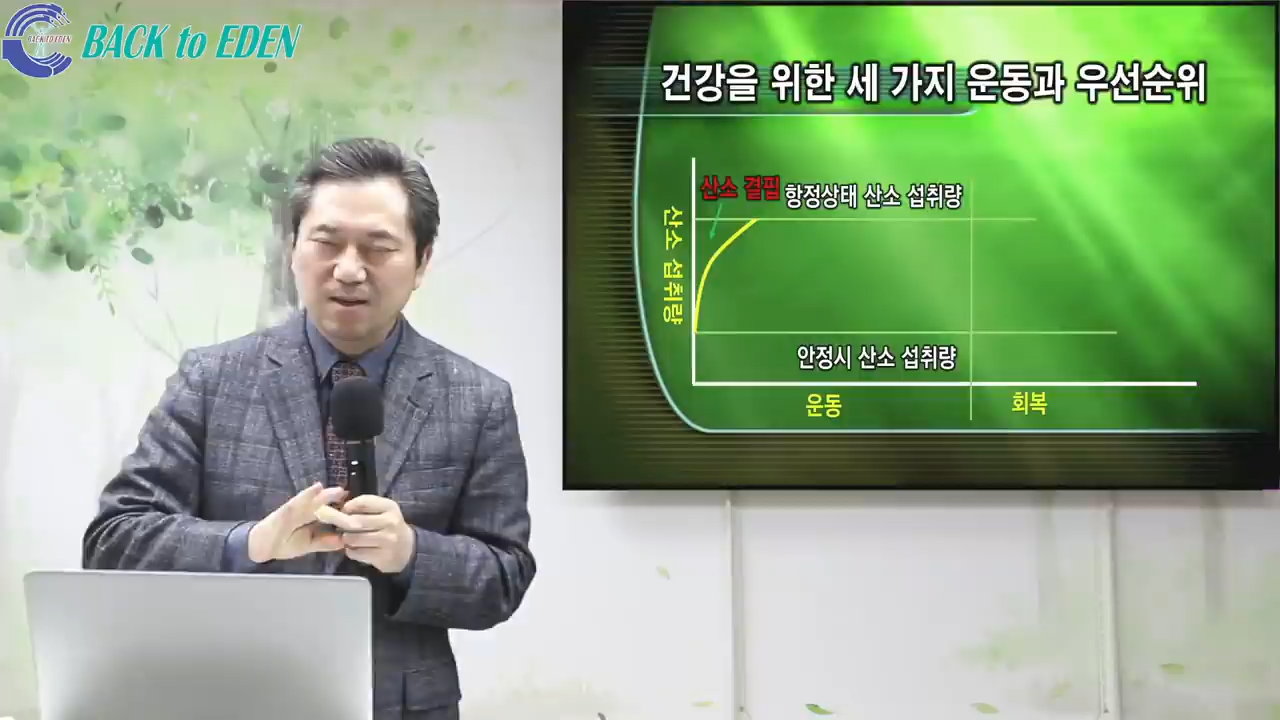 BACK to EDEN
건강을 위한 세 가지 운동과 우선순위
산소 결핍
항정상태 산소 섭취량
산소 섭취량
안정시 산소 섭취량
운동
회복